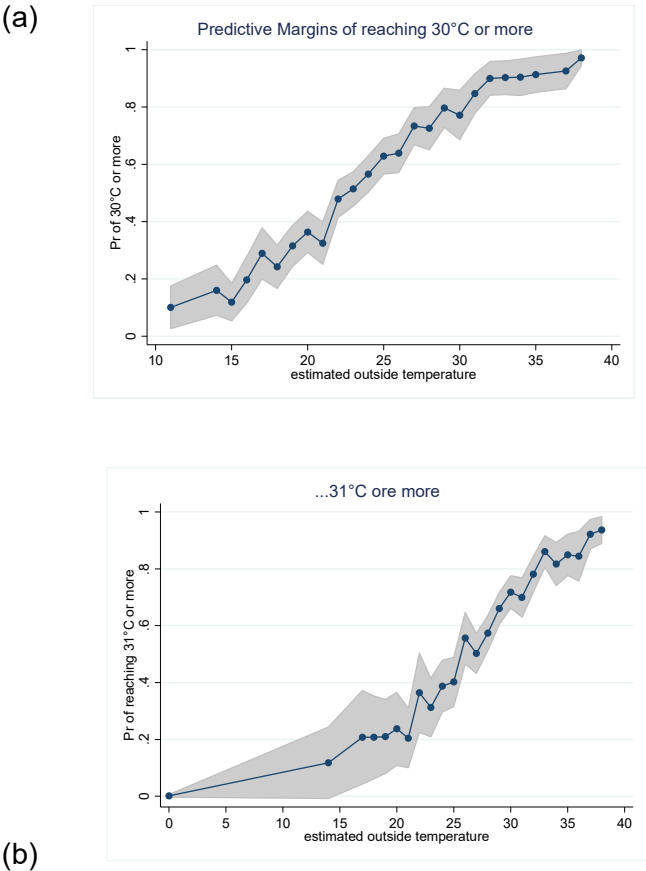 (a)
Predictive Margins of reaching 30°C or more
Pr of 30°C or more
1
.8
.6
.4
.2
0
10 15 20 25 30 35 40
estimated outside temperature
...31°C ore more
Pr of reaching 31°C or more
1
.8
.6
.4
.2
0
0 5 10 15 20 25 30 35 40
estimated outside temperature
(b)